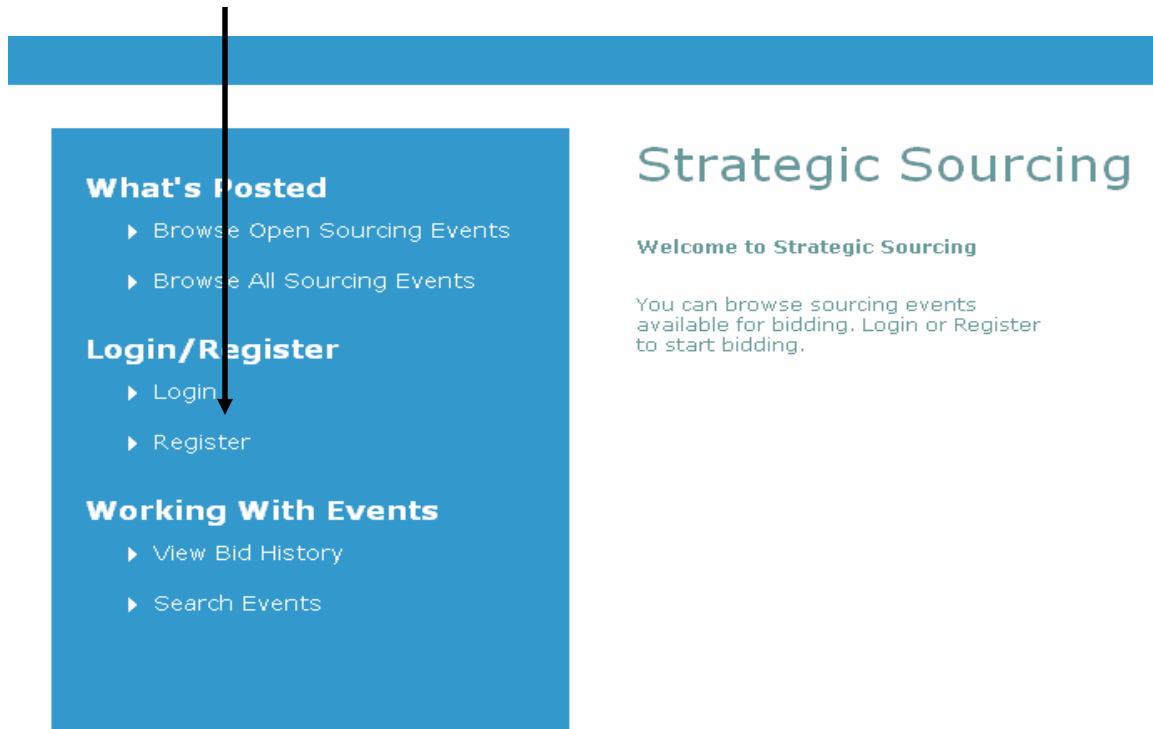 What's Posted
Browse Open Sourcing Events
Browse All Sourcing Events
Login/Register
Login
Register
Working With Events
View Bid History
Search Events
Strategic Sourcing
Welcome to Strategic Sourcing
You can browse sourcing events
available for bidding. Login or Register
to start bidding.